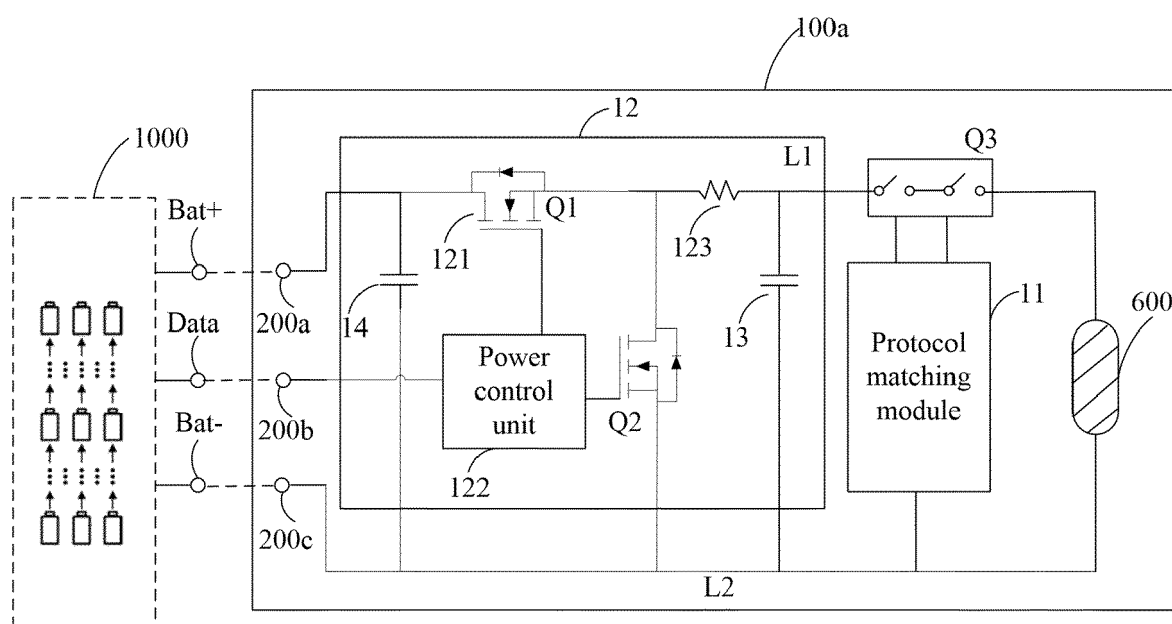 100a
1000
12
L1
Q3
Bat+
Q1
121
123
200a
14
13
11
600
Data
Power
control
unit
Protocol
matching
module
200b
Q2
Bat-
122
200c
L2